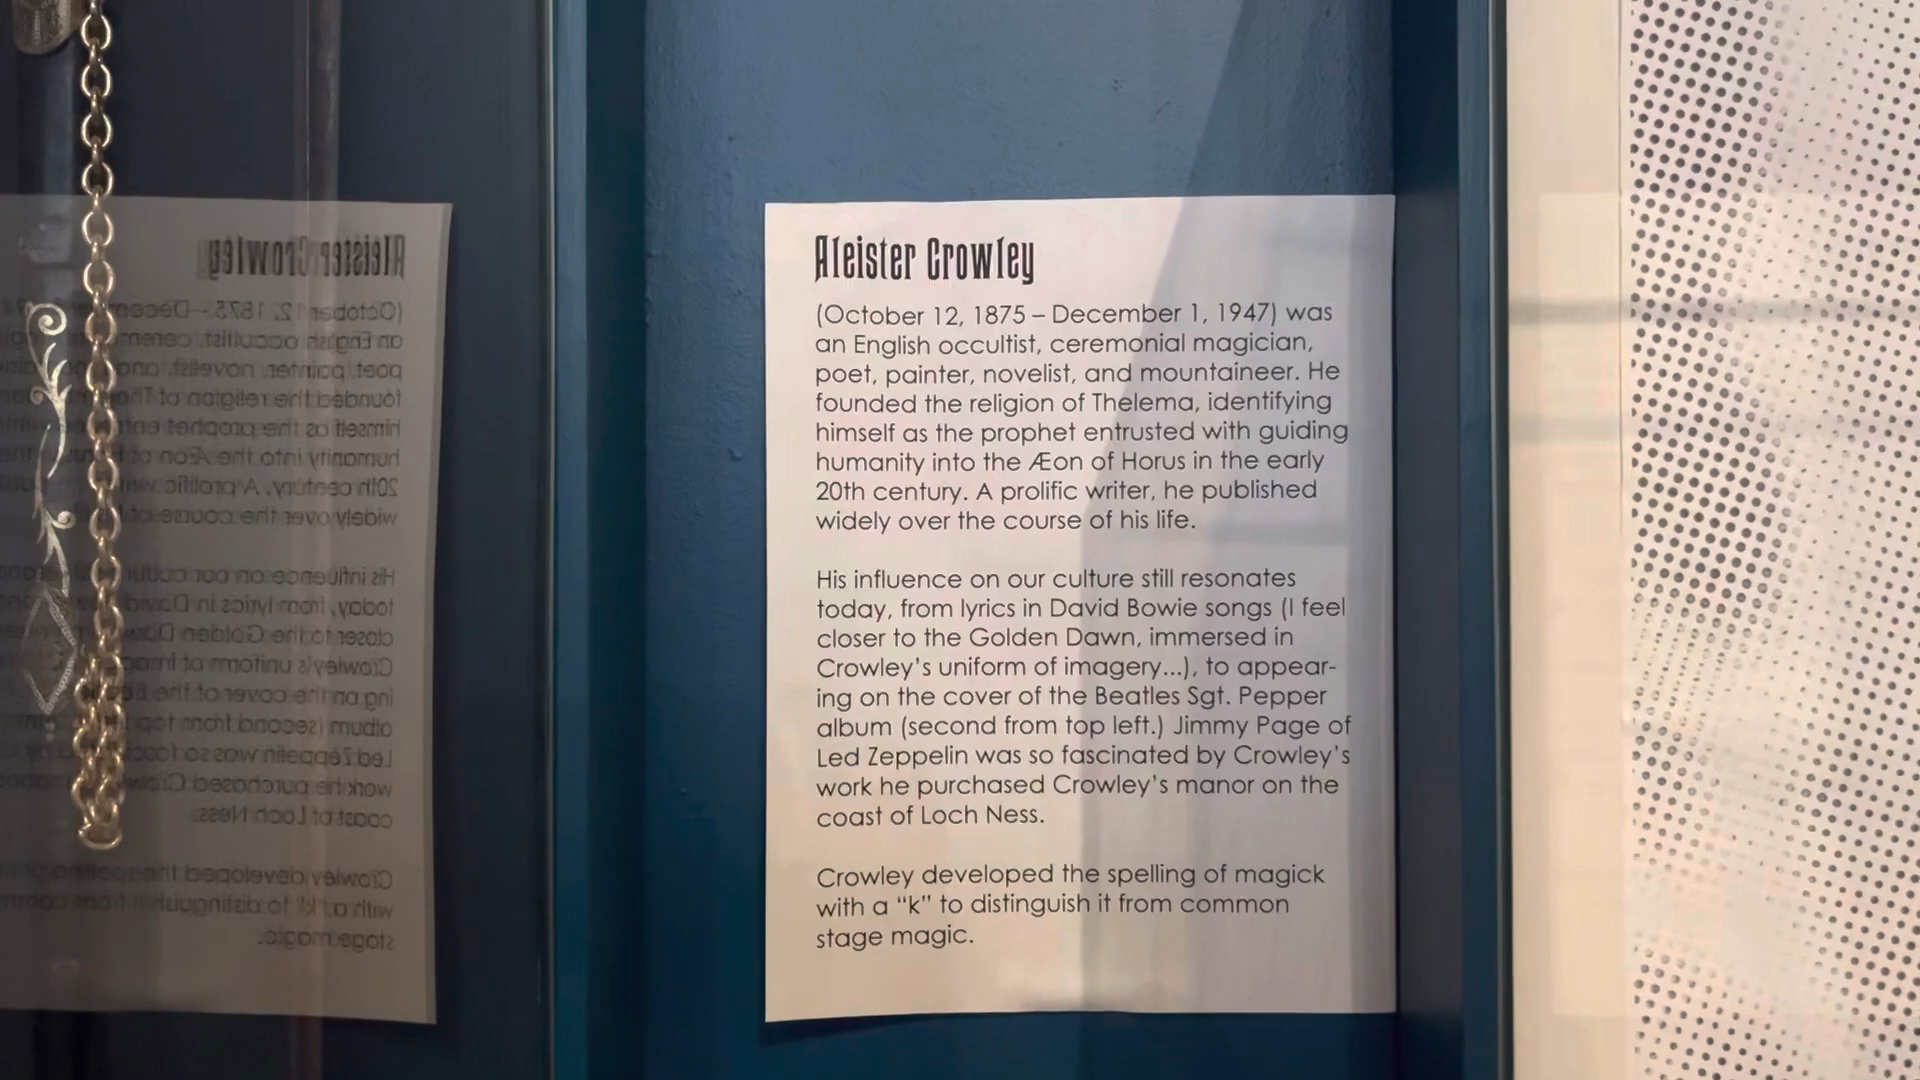 Aleister Crowley
(October 12, 1875 – December 1, 1947) was
an English occultist, ceremonial magician,
poet, painter, novelist, and mountaineer. He
founded the religion of Thelema, identifying
himself as the prophet entrusted with guiding
humanity into the Æon of Horus in the early
20th century. A prolific writer, he published
widely over the course of his life.
His influence on our culture still resonates
today, from lyrics in David Bowie songs (I feel
closer to the Golden Dawn, immersed in
Crowley's uniform of imagery...), to appear-
ing on the cover of the Beatles Sgt. Pepper
album (second from top left.) Jimmy Page of
Led Zeppelin was so fascinated by Crowley's
work he purchased Crowley's manor on the
coast of Loch Ness.
Crowley developed the spelling of magick
with a “k” to distinguish it from common
stage magic.